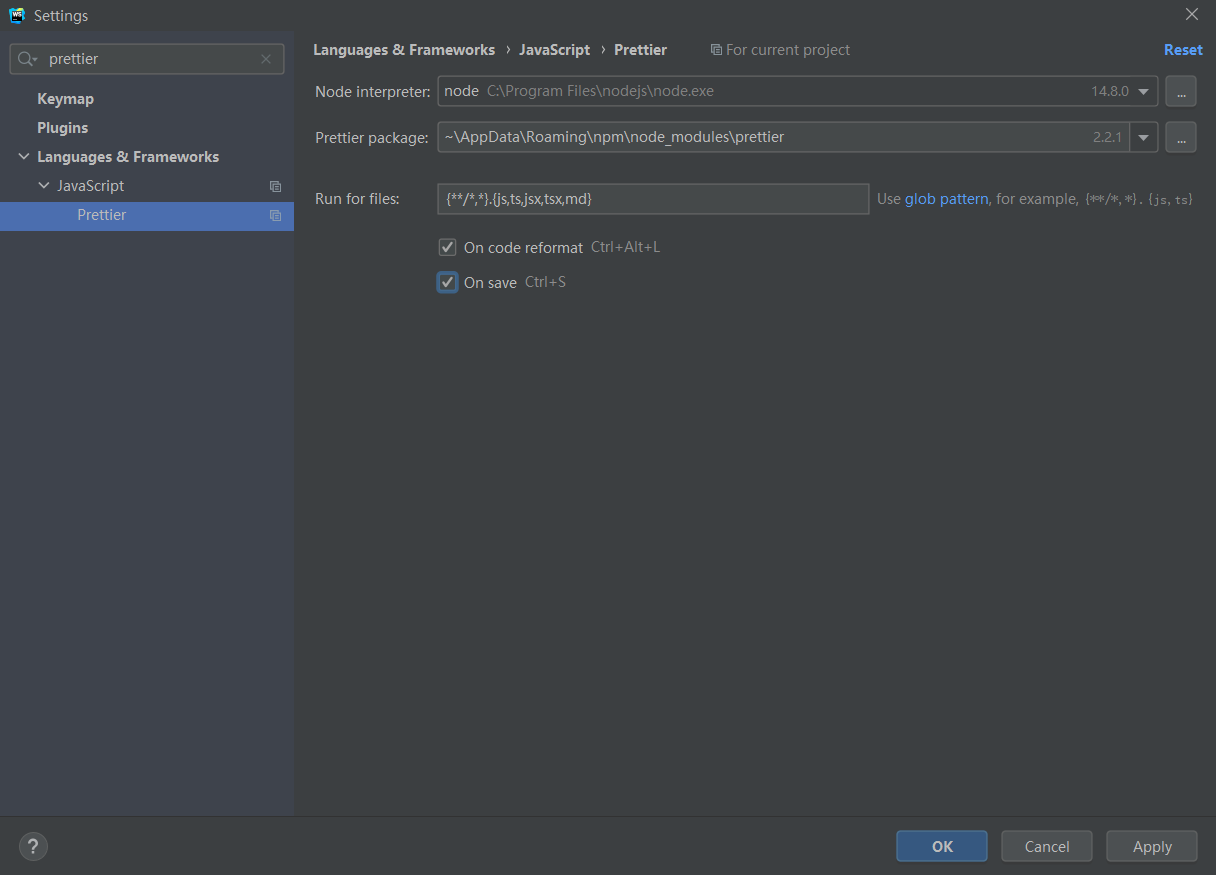 WS Settings
prettier
Keymap
Plugins
Languages & Frameworks
JavaScript
Prettier
Languages & Frameworks › JavaScript › Prettier For current project Reset
Node interpreter: node C:\Program Files\nodejs\node.exe 14.8.0 ...
Prettier package: ~\AppData\Roaming\npm\node_modules\prettier 2.2.1 ...
Run for files: {**/*,*}.{js,ts,jsx,tsx,md} Use glob pattern, for example, {**/*,*}.{js,ts}
On code reformat Ctrl+Alt+L
On save Ctrl+S
? OK Cancel Apply